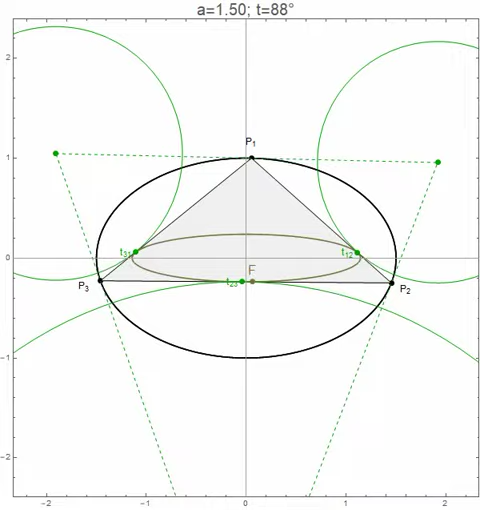 a=1.50; t=88°
2
P₁
1
t₃₁
t₁₂
0
F
t₂₃
P₃
P₂
-1
-2
-2
-1
0
1
2